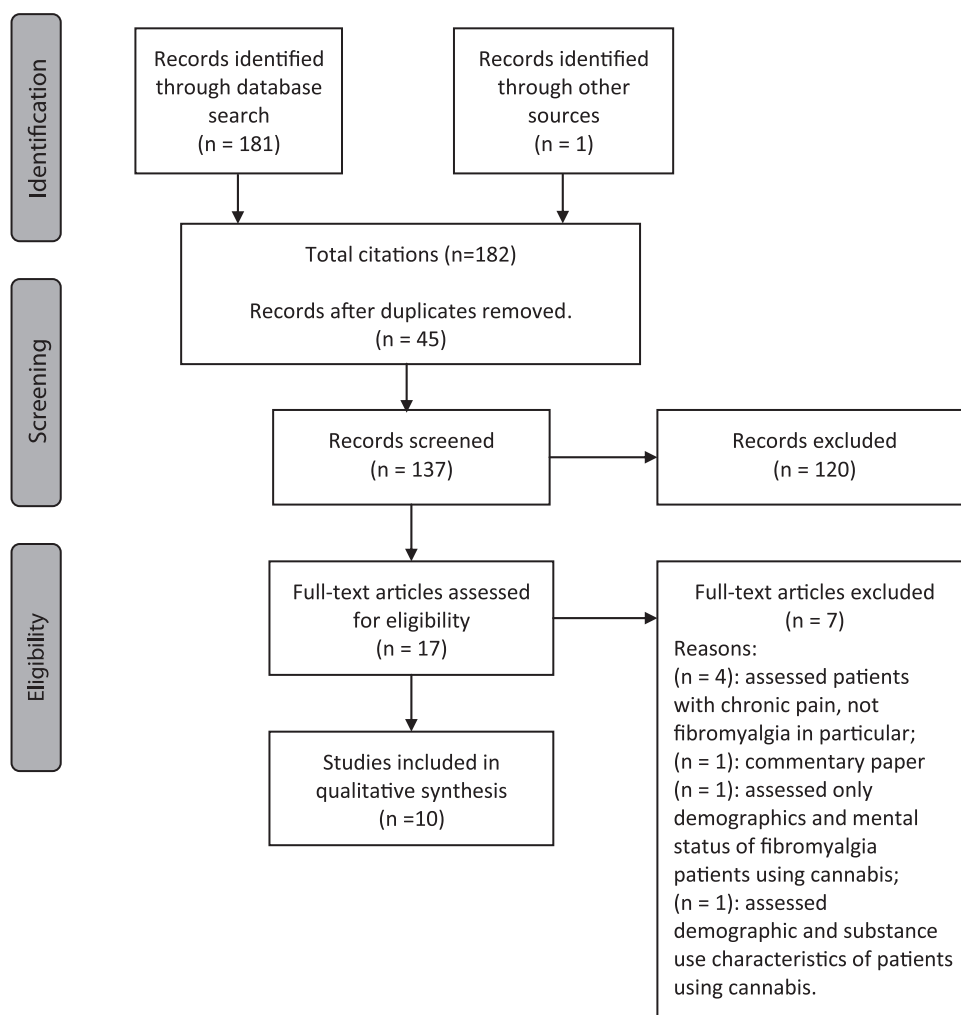 Identification
Records identified
through database
search
(n = 181)
Records identified
through other
sources
(n = 1)
Total citations (n=182)
Records after duplicates removed.
(n = 45)
Screening
Records screened
(n = 137)
Records excluded
(n = 120)
Eligibility
Full-text articles assessed
for eligibility
(n = 17)
Full-text articles excluded
(n = 7)
Reasons:
(n = 4): assessed patients
with chronic pain, not
fibromyalgia in particular;
(n = 1): commentary paper
(n = 1): assessed only
demographics and mental
status of fibromyalgia
patients using cannabis;
(n = 1): assessed
demographic and substance
use characteristics of patients
using cannabis.
Studies included in
qualitative synthesis
(n =10)